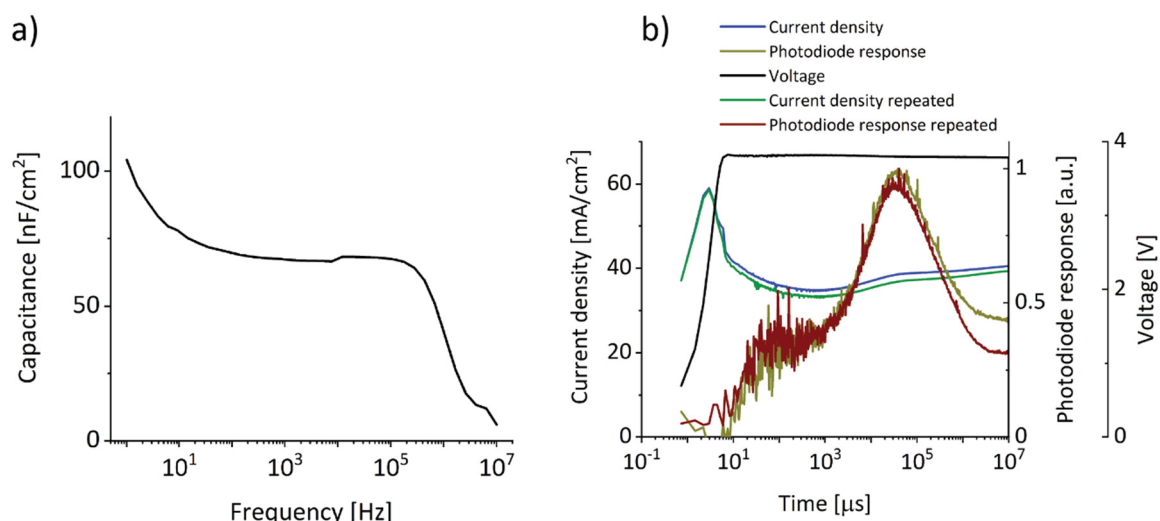 a)
Capacitance [nF/cm²]
100
50
0
10¹
10³
10⁵
10⁷
Frequency [Hz]
b)
Current density
Photodiode response
Voltage
Current density repeated
Photodiode response repeated
Current density [mA/cm²]
60
40
20
0
10⁻¹
10¹
10³
10⁵
10⁷
Time [μs]
1
0.5
0
Photodiode response [a.u.]
4
2
0
Voltage [V]